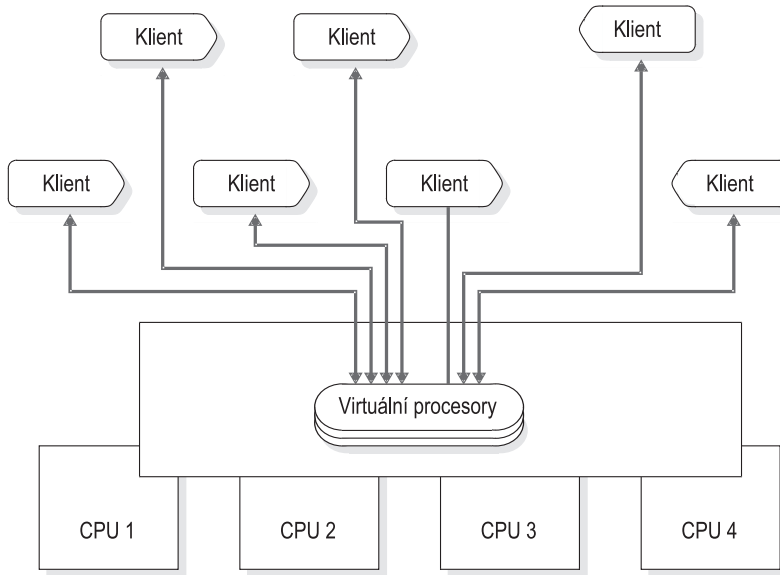 Klient
Klient
Klient
Klient
Klient
Klient
Klient
Virtuální procesory
CPU 1
CPU 2
CPU 3
CPU 4